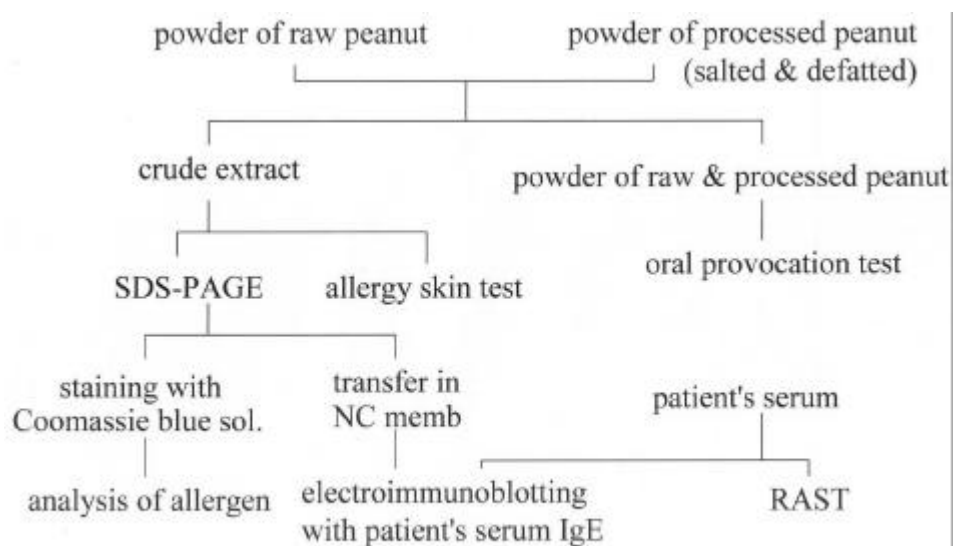 powder of raw peanut
powder of processed peanut
(salted & defatted)
crude extract
powder of raw & processed peanut
SDS-PAGE
allergy skin test
oral provocation test
staining with
Coomassie blue sol.
transfer in
NC memb
patient's serum
analysis of allergen
electroimmunoblotting
with patient's serum IgE
RAST